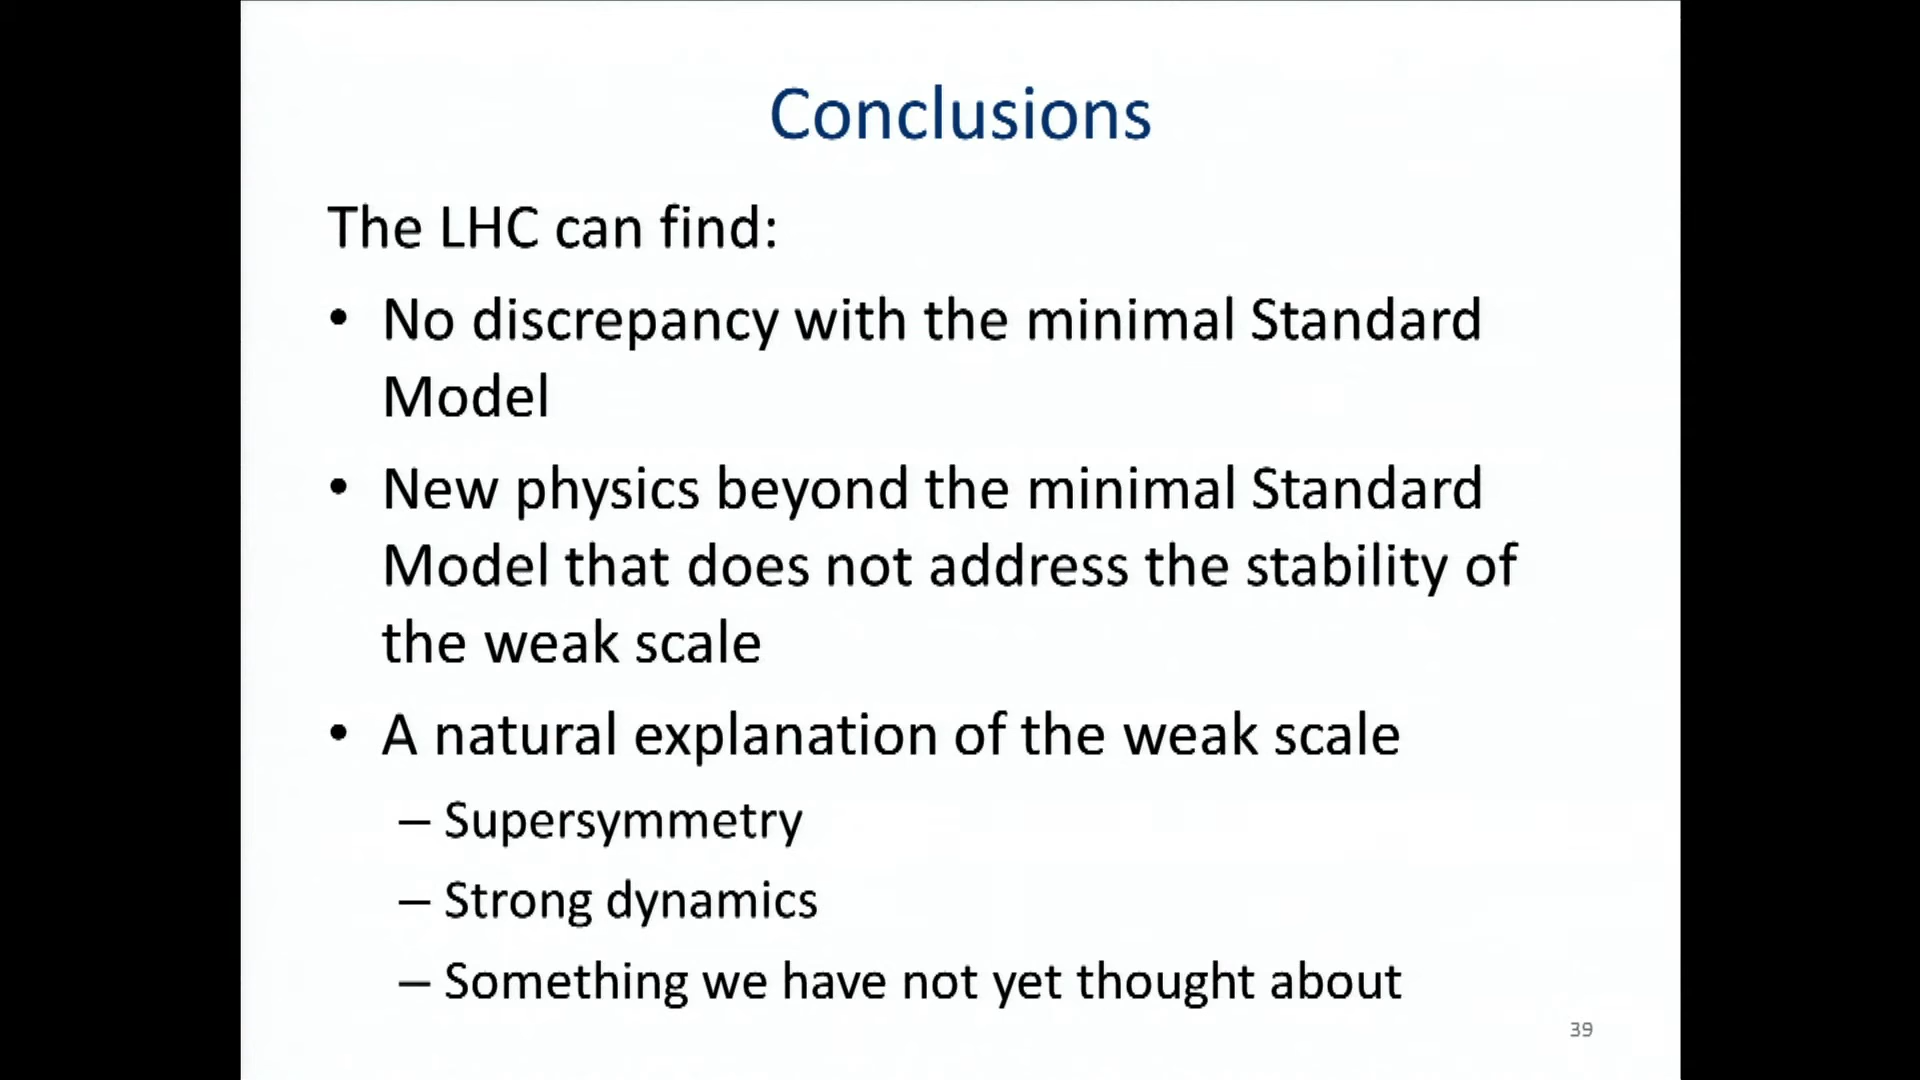 Conclusions
The LHC can find:
• No discrepancy with the minimal Standard
Model
• New physics beyond the minimal Standard
Model that does not address the stability of
the weak scale
• A natural explanation of the weak scale
– Supersymmetry
– Strong dynamics
– Something we have not yet thought about
39